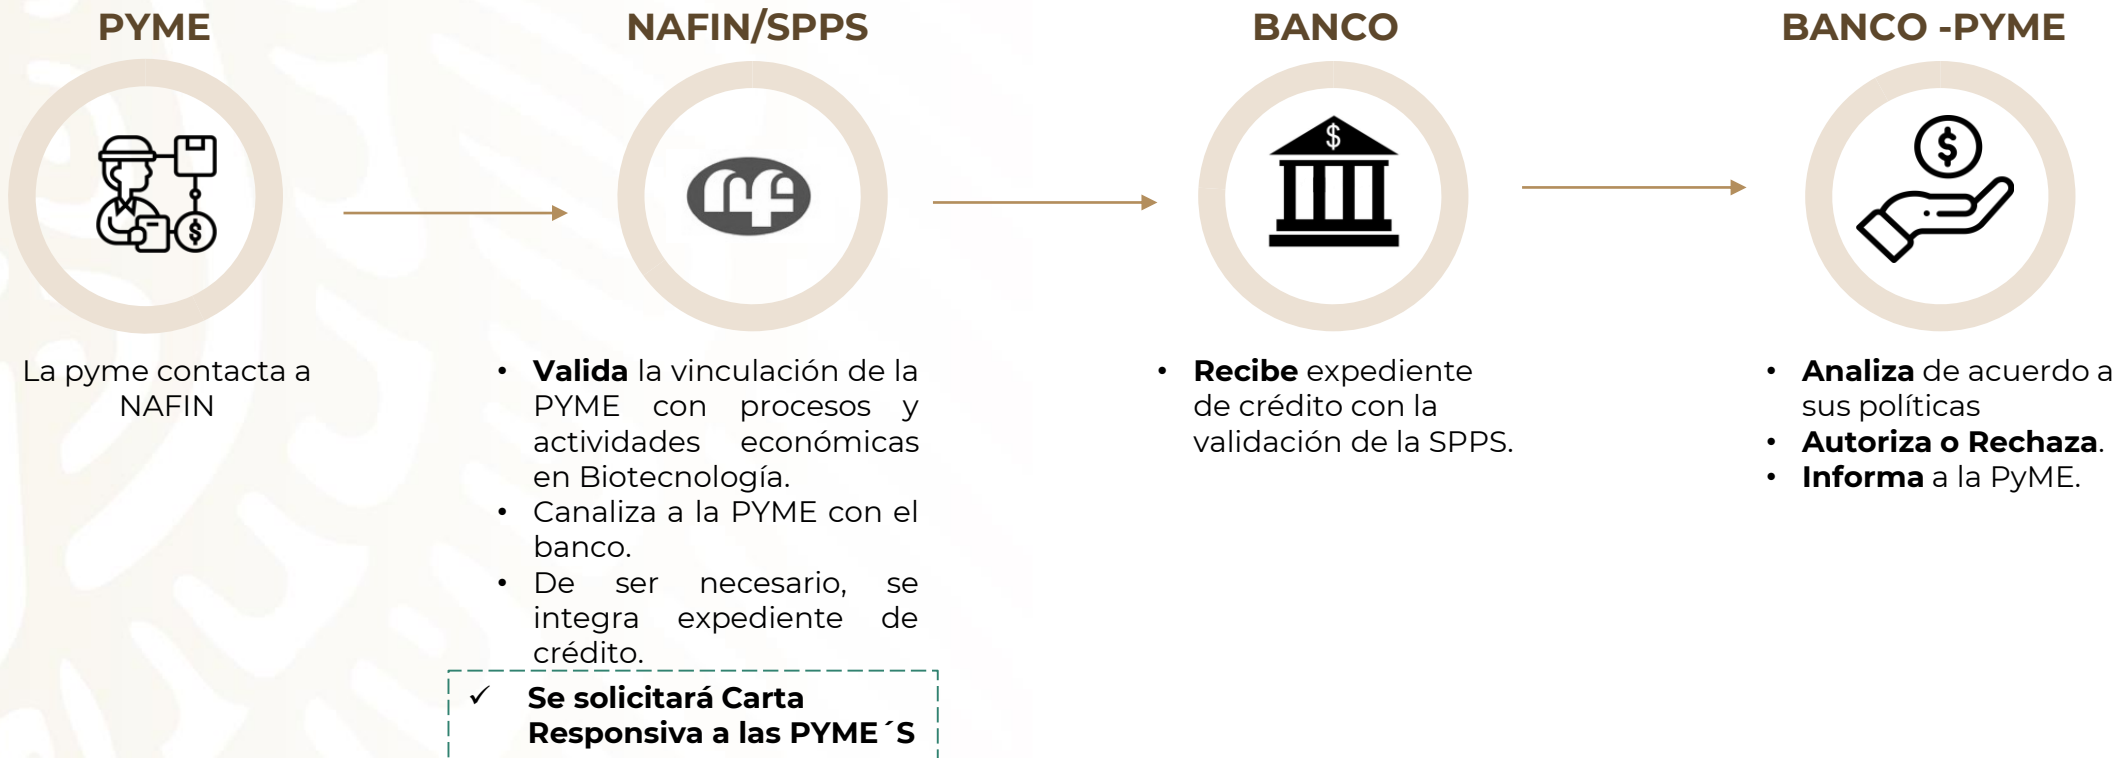 PYME
NAFIN/SPPS
BANCO
BANCO -PYME
$
$
$
nf
La pyme contacta a
NAFIN
• Valida la vinculación de la
PYME con procesos y
actividades económicas
en Biotecnología.
• Canaliza a la PYME con el
banco.
• De ser necesario, se
integra expediente de
crédito.
✓ Se solicitará Carta
Responsiva a las PYME´S
• Recibe expediente
de crédito con la
validación de la SPPS.
• Analiza de acuerdo a
sus políticas
• Autoriza o Rechaza.
• Informa a la PyME.